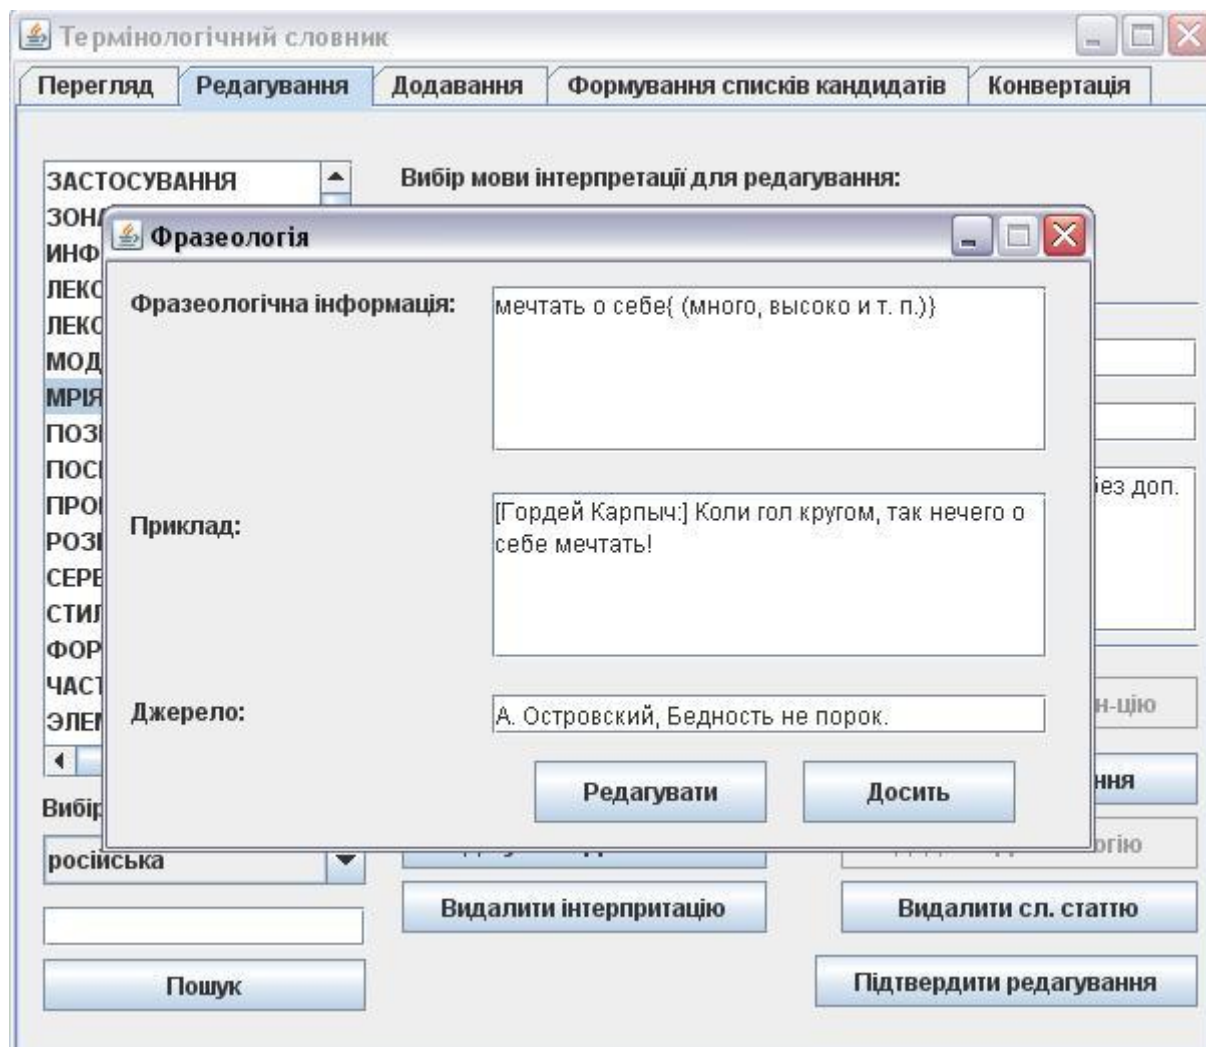 Термінологічний словник
Перегляд Редагування Додавання Формування списків кандидатів Конвертація
ЗАСТОСУВАННЯ
Вибір мови інтерпретації для редагування:
Фразеологія
Фразеологічна інформація:
мечтать о себе{ (много, высоко и т. п.)}
Приклад:
[Гордей Карпыч:] Коли гол кругом, так нечего о
себе мечтать!
доп.
Джерело:
А. Островский, Бедность не порок.
Редагувати Досить
Вибір
російська
Видалити інтерпритацію
Видалити сл. статтю
Пошук
Підтвердити редагування